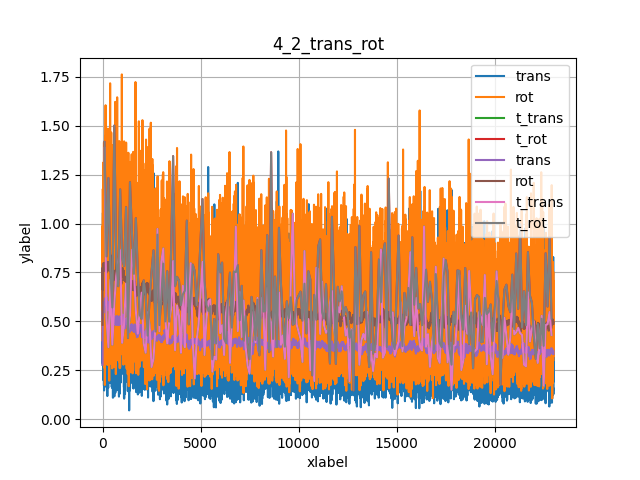 4_2_trans_rot
1.75
1.50
1.25
1.00
0.75
0.50
0.25
0.00
ylabel
0
5000
10000
15000
20000
xlabel
trans
rot
t_trans
t_rot
trans
rot
t_trans
t_rot